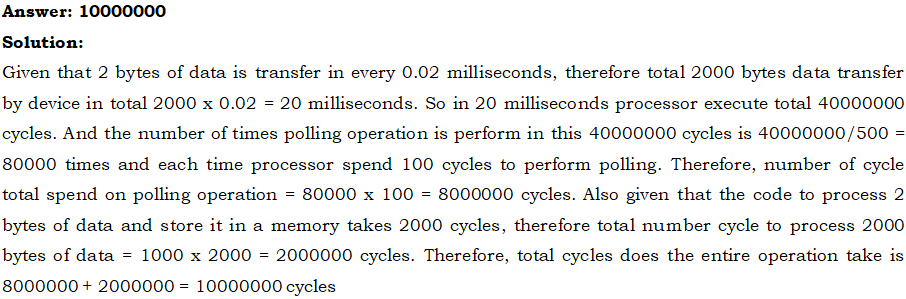 Answer: 10000000
Solution:
Given that 2 bytes of data is transfer in every 0.02 milliseconds, therefore total 2000 bytes data transfer
by device in total 2000 x 0.02 = 20 milliseconds. So in 20 milliseconds processor execute total 40000000
cycles. And the number of times polling operation is perform in this 40000000 cycles is 40000000/500 =
80000 times and each time processor spend 100 cycles to perform polling. Therefore, number of cycle
total spend on polling operation = 80000 x 100 = 8000000 cycles. Also given that the code to process 2
bytes of data and store it in a memory takes 2000 cycles, therefore total number cycle to process 2000
bytes of data = 1000 x 2000 = 2000000 cycles. Therefore, total cycles does the entire operation take is
8000000 + 2000000 = 10000000 cycles